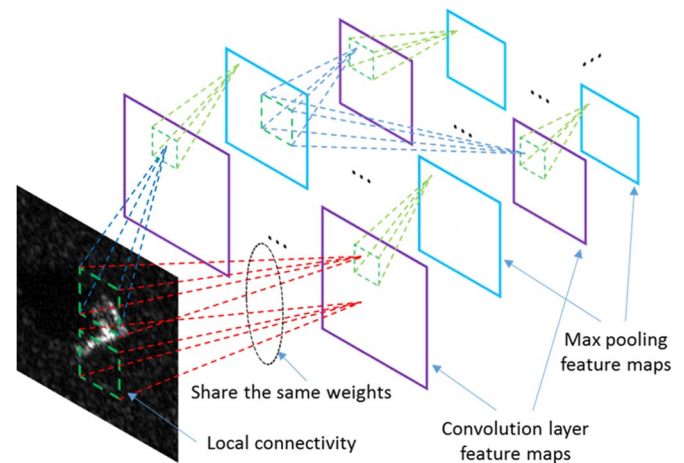 Max pooling
feature maps
Share the same weights
Convolution layer
feature maps
Local connectivity